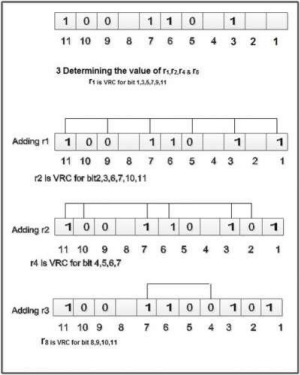 1 0 0 1 1 0 1
11 10 9 8 7 6 5 4 3 2 1
3 Determining the value of r1,r2,r4 & r8
r1 is VRC for bit 1,3,5,7,9,11
Adding r1 1 0 0 1 1 0 1 1
11 10 9 8 7 6 5 4 3 2 1
r2 is VRC for bit2,3,6,7,10,11
Adding r2 1 0 0 1 1 0 1 0 1
11 10 9 8 7 6 5 4 3 2 1
r4 is VRC for bit 4,5,6,7
Adding r3 1 0 0 1 1 0 0 1 0 1
11 10 9 8 7 6 5 4 3 2 1
r8 is VRC for bit 8,9,10,11